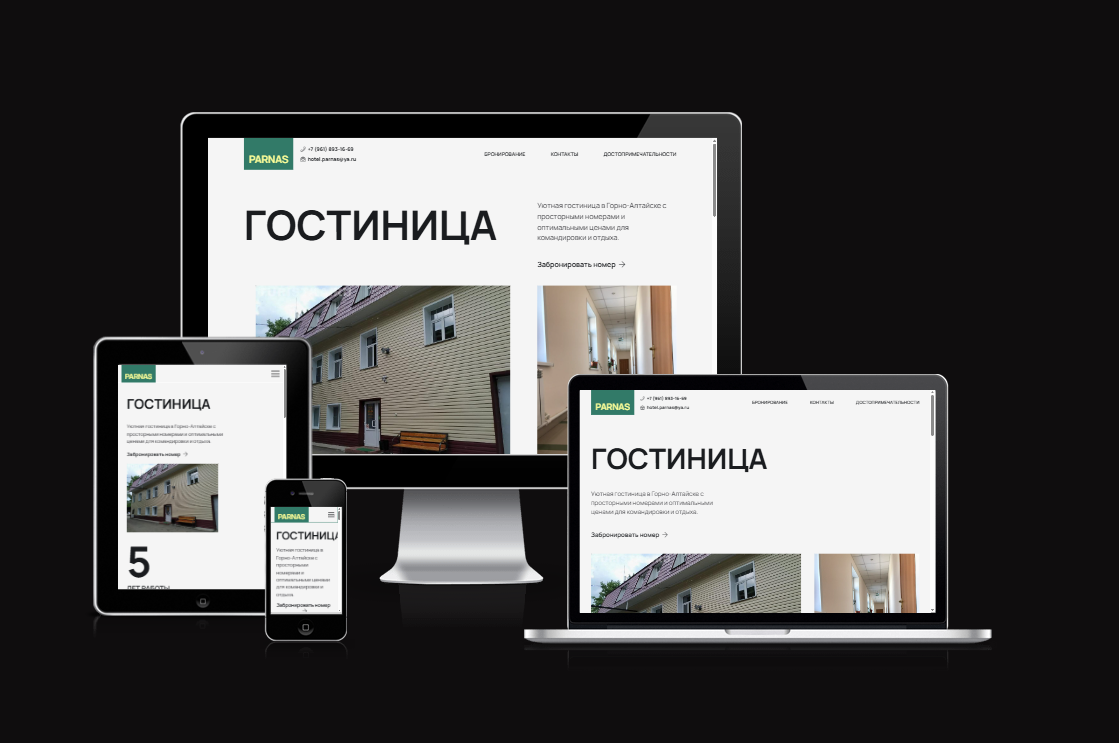 PARNAS
+7 (961) 893-16-69
hotel.parnas@ya.ru
БРОНИРОВАНИЕ
КОНТАКТЫ
ДОСТОПРИМЕЧАТЕЛЬНОСТИ
ГОСТИНИЦА
Уютная гостиница в Горно-Алтайске с
просторными номерами и
оптимальными ценами для
командировки и отдыха.
Забронировать номер →
PARNAS
ГОСТИНИЦА
Уютная гостиница в Горно-Алтайске с
просторными номерами и оптимальными
ценами для командировки и отдыха.
Забронировать номер →
5
ЛЕТ РАБОТЫ
PARNAS
ГОСТИНИЦА
Уютная гостиница в
Горно-Алтайске с
просторными
номерами и
оптимальными ценами
для командировки и
отдыха.
Забронировать номер
PARNAS
+7 (961) 893-16-69
hotel.parnas@ya.ru
БРОНИРОВАНИЕ
КОНТАКТЫ
ДОСТОПРИМЕЧАТЕЛЬНОСТИ
ГОСТИНИЦА
Уютная гостиница в Горно-Алтайске с
просторными номерами и оптимальными
ценами для командировки и отдыха.
Забронировать номер →